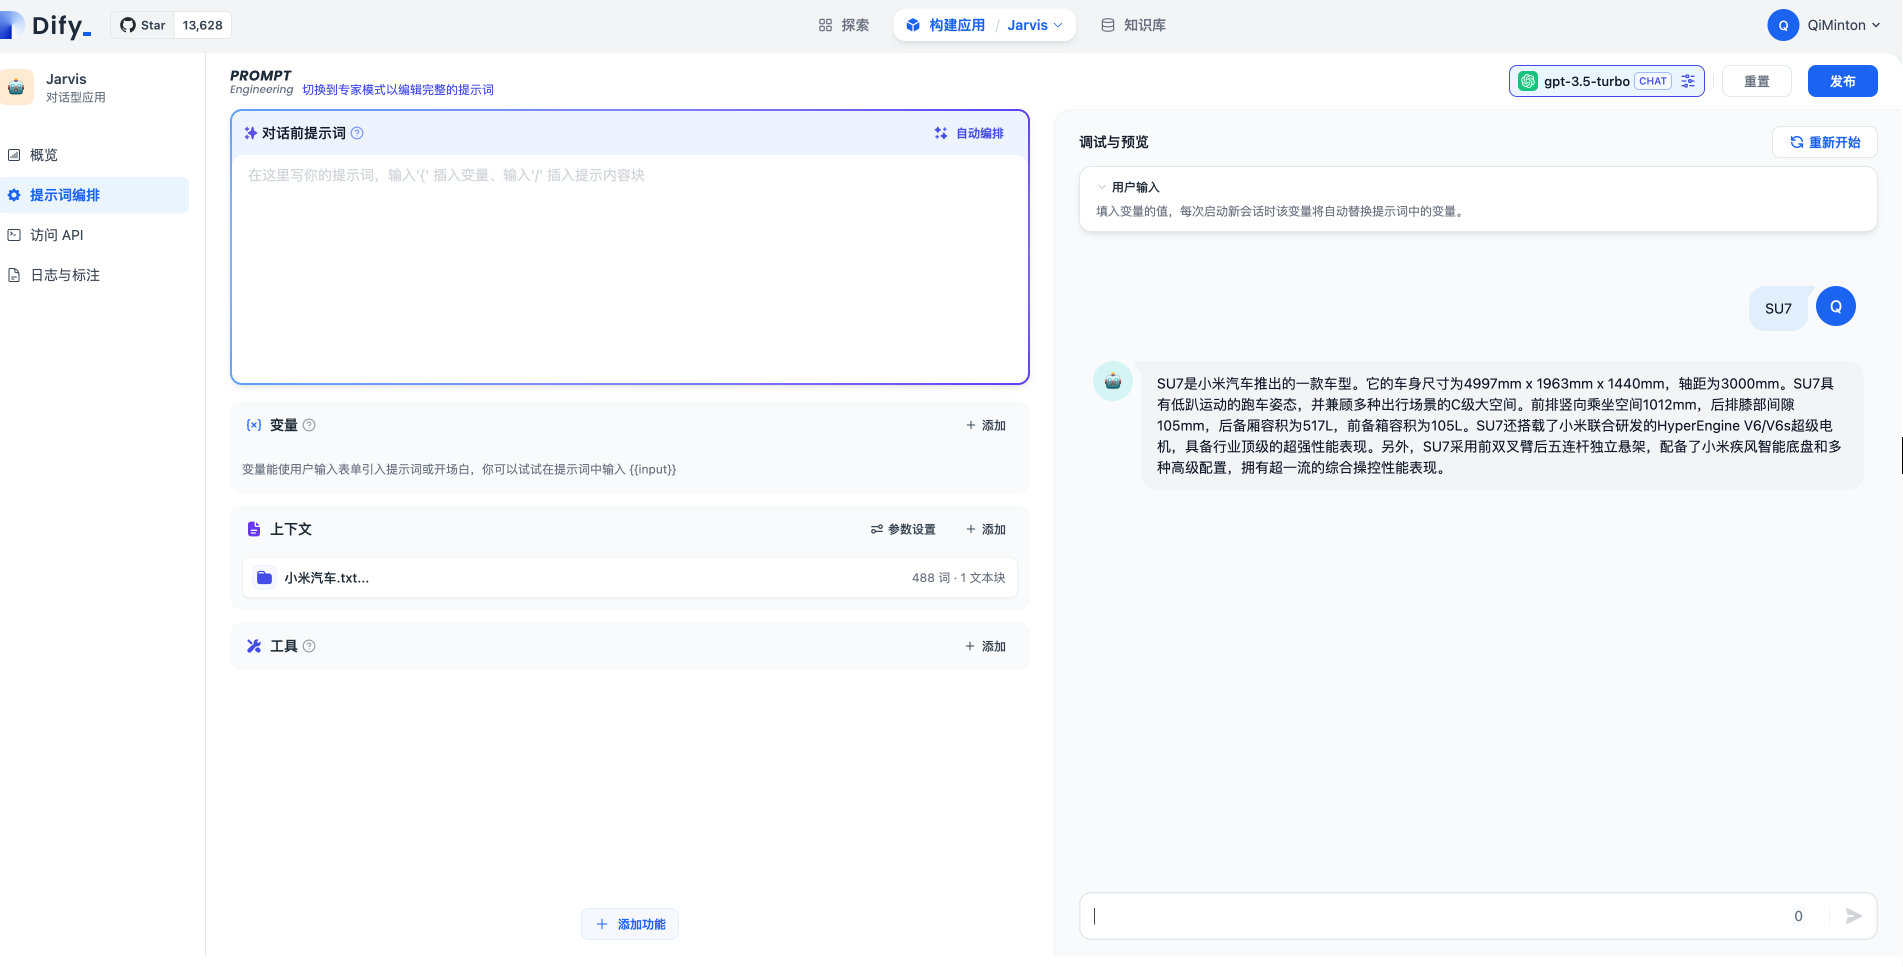 Dify_
Star 13,628
探索
构建应用 / Jarvis
知识库
Q QiMinton
Jarvis
对话型应用
概览
提示词编排
访问 API
日志与标注
PROMPT
Engineering 切换到专家模式以编辑完整的提示词
gpt-3.5-turbo CHAT
重置
发布
对话前提示词
自动编排
在这里写你的提示词，输入'{' 插入变量、输入'/' 插入提示内容块
变量
添加
变量能使用户输入表单引入提示词或开场白，你可以试试在提示词中输入 {{input}}
上下文
参数设置
添加
小米汽车.txt...
488 词 · 1 文本块
工具
添加
添加功能
调试与预览
重新开始
用户输入
填入变量的值，每次启动新会话时该变量将自动替换提示词中的变量。
SU7
Q
SU7是小米汽车推出的一款车型。它的车身尺寸为4997mm x 1963mm x 1440mm，轴距为3000mm。SU7具
有低趴运动的跑车姿态，并兼顾多种出行场景的C级大空间。前排竖向乘坐空间1012mm，后排膝部间隙
105mm，后备厢容积为517L，前备箱容积为105L。SU7还搭载了小米联合研发的HyperEngine V6/V6s超级电
机，具备行业顶级的超强性能表现。另外，SU7采用前双叉臂后五连杆独立悬架，配备了小米疾风智能底盘和多
种高级配置，拥有超一流的综合操控性能表现。
0